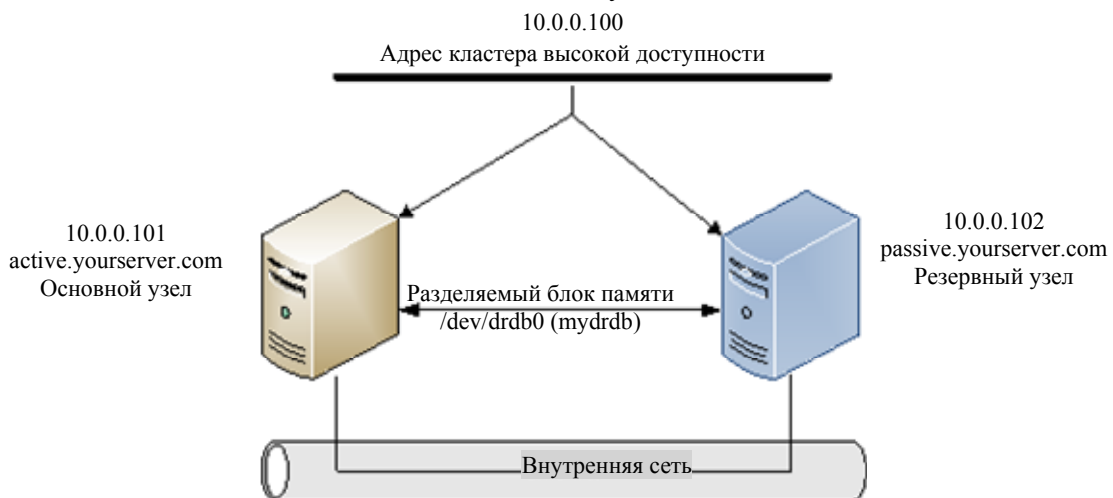 10.0.0.100
Адрес кластера высокой доступности
10.0.0.101
active.yourserver.com
Основной узел
10.0.0.102
passive.yourserver.com
Резервный узел
Разделяемый блок памяти
/dev/drdb0 (mydrdb)
Внутренняя сеть